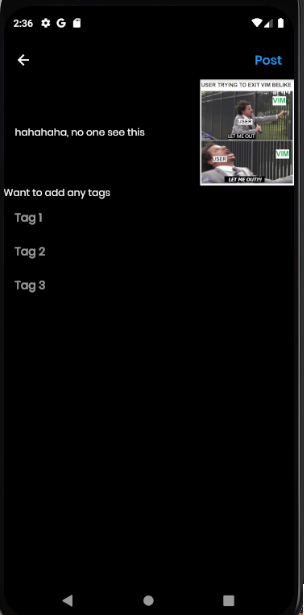 2:36
G
Post
USER TRYING TO EXIT VIM BELIKE
VIM
USER
LET ME OUT
hahahaha, no one see this
VIM
USER
LET ME OUT!!!
Want to add any tags
Tag 1
Tag 2
Tag 3